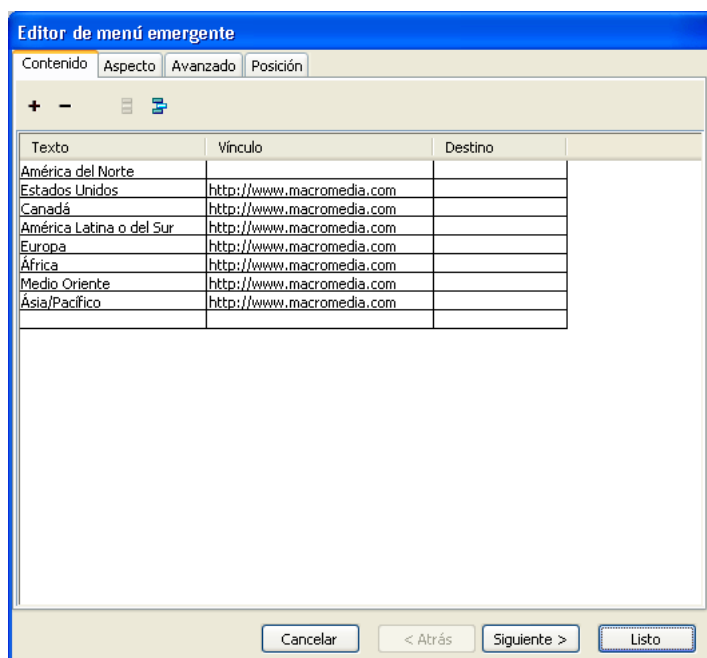 Editor de menú emergente
Contenido Aspecto Avanzado Posición
Texto Vínculo Destino
América del Norte
Estados Unidos http://www.macromedia.com
Canadá http://www.macromedia.com
América Latina o del Sur http://www.macromedia.com
Europa http://www.macromedia.com
África http://www.macromedia.com
Medio Oriente http://www.macromedia.com
Ásia/Pacífico http://www.macromedia.com
Cancelar < Atrás Siguiente > Listo